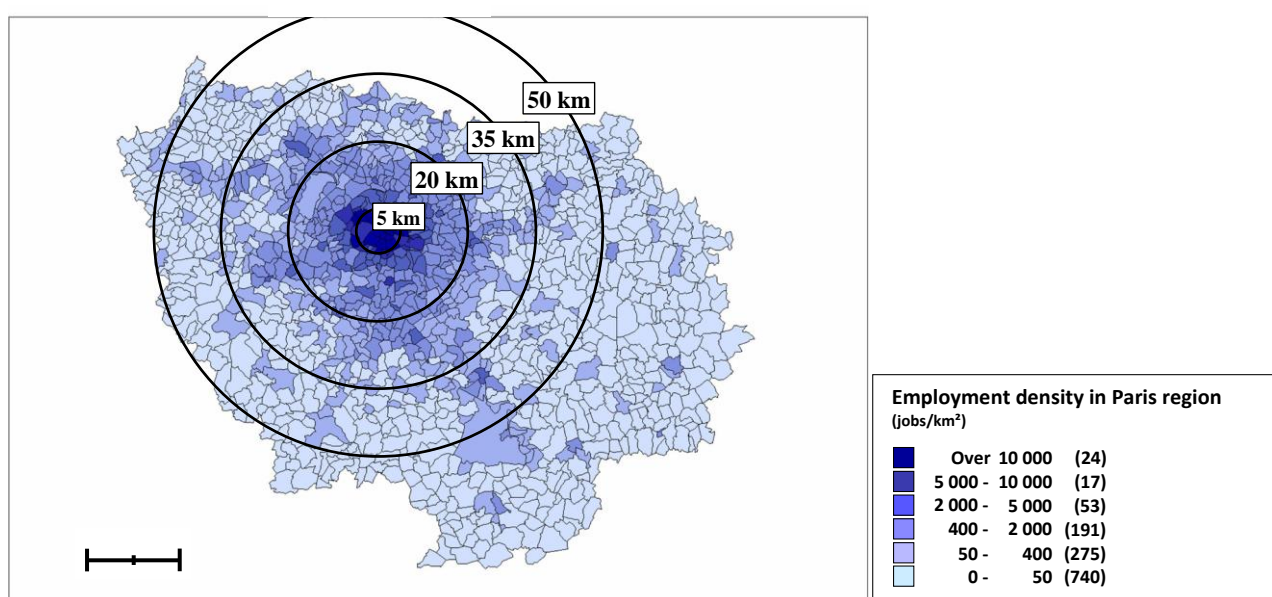 50 km
35 km
20 km
5 km
Employment density in Paris region
(jobs/km²)
Over 10 000 (24)
5 000 - 10 000 (17)
2 000 - 5 000 (53)
400 - 2 000 (191)
50 - 400 (275)
0 - 50 (740)